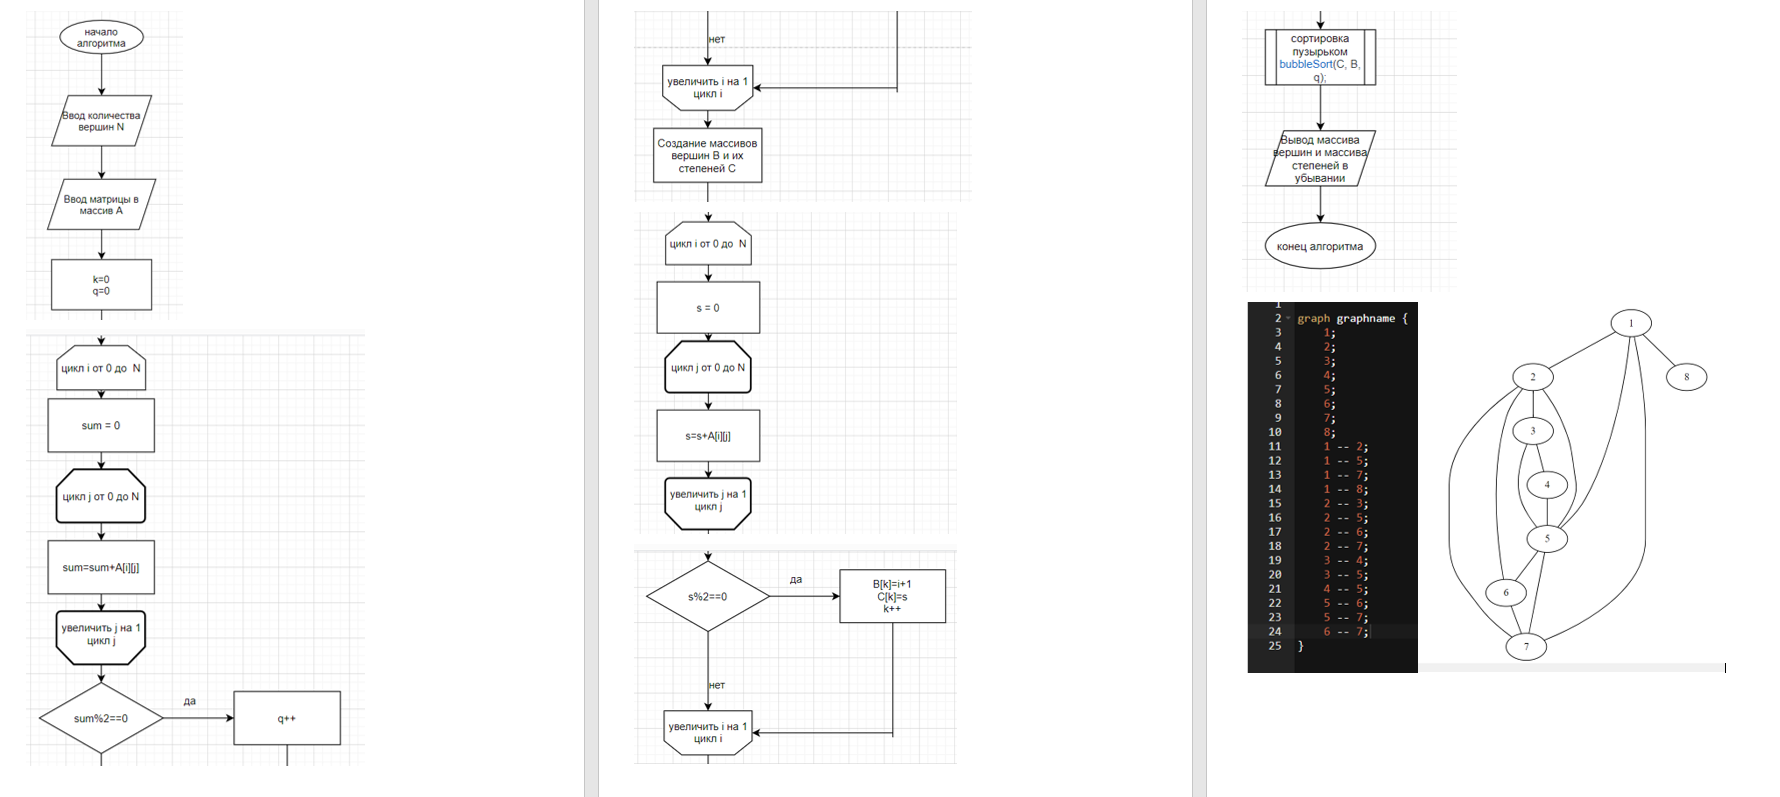 начало
алгоритма
Ввод количества
вершин N
Ввод матрицы в
массив A
k=0
q=0
цикл i от 0 до N
sum = 0
цикл j от 0 до N
sum=sum+A[i][j]
увеличить j на 1
цикл j
sum%2==0
да
q++
нет
увеличить i на 1
цикл i
Создание массивов
вершин B и их
степеней C
цикл i от 0 до N
s = 0
цикл j от 0 до N
s=s+A[i][j]
увеличить j на 1
цикл j
s%2==0
да
B[k]=i+1
C[k]=s
k++
нет
увеличить i на 1
цикл i
сортировка
пузырьком
bubbleSort(C, B,
q);
Вывод массива
вершин и массива
степеней в
убывании
конец алгоритма
1
2 graph graphname {
3 1;
4 2;
5 3;
6 4;
7 5;
8 6;
9 7;
10 8;
11 1 -- 2;
12 1 -- 5;
13 1 -- 7;
14 1 -- 8;
15 2 -- 3;
16 2 -- 5;
17 2 -- 6;
18 2 -- 7;
19 3 -- 4;
20 3 -- 5;
21 4 -- 5;
22 5 -- 6;
23 5 -- 7;
24 6 -- 7;
25 }
1
2
8
3
4
5
6
7